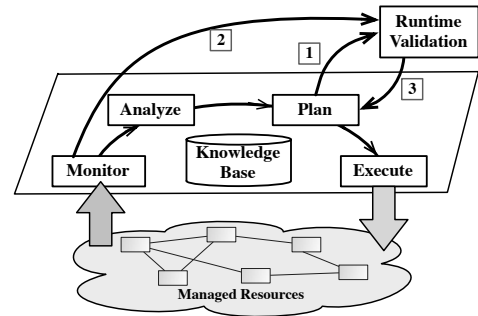 2
Runtime
Validation
1
3
Analyze
Plan
Knowledge
Base
Monitor
Execute
Managed Resources